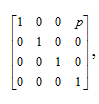 [1 0 0 p
0 1 0 0
0 0 1 0
0 0 0 1],